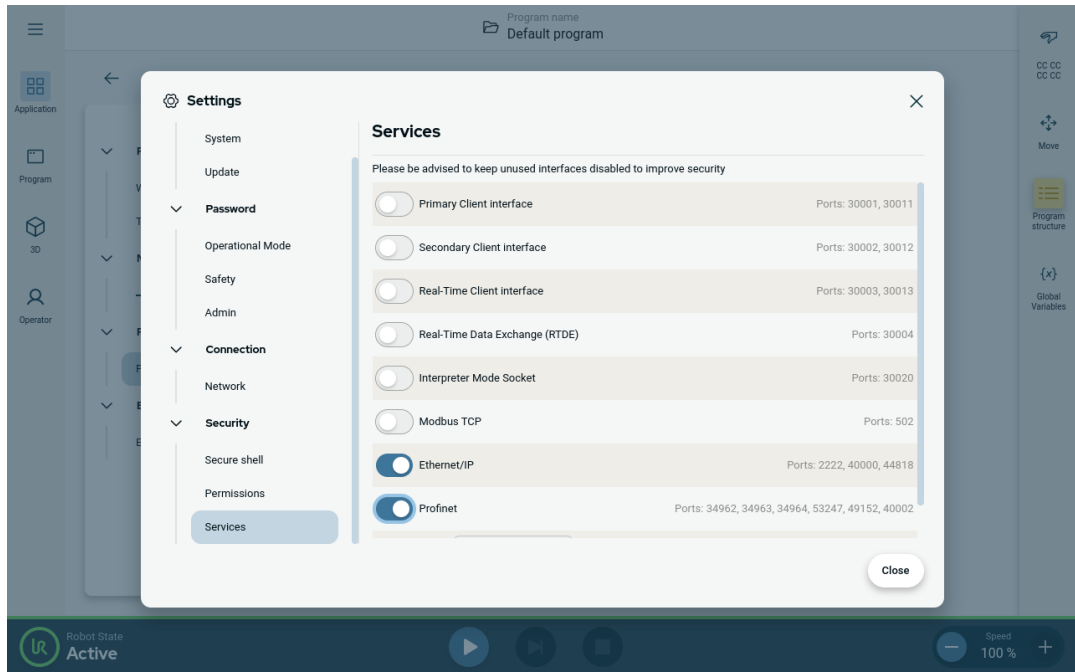 Program name
Default program
Application
Program
3D
Operator
Settings
System
Update
Password
Operational Mode
Safety
Admin
Connection
Network
Security
Secure shell
Permissions
Services
Services
Please be advised to keep unused interfaces disabled to improve security
Primary Client interface Ports: 30001, 30011
Secondary Client interface Ports: 30002, 30012
Real-Time Client interface Ports: 30003, 30013
Real-Time Data Exchange (RTDE) Ports: 30004
Interpreter Mode Socket Ports: 30020
Modbus TCP Ports: 502
Ethernet/IP Ports: 2222, 40000, 44818
Profinet Ports: 34962, 34963, 34964, 53247, 49152, 40002
Close
CC CC
CC CC
Move
Program
structure
{x}
Global
Variables
UR
Robot State
Active
Speed
100 %